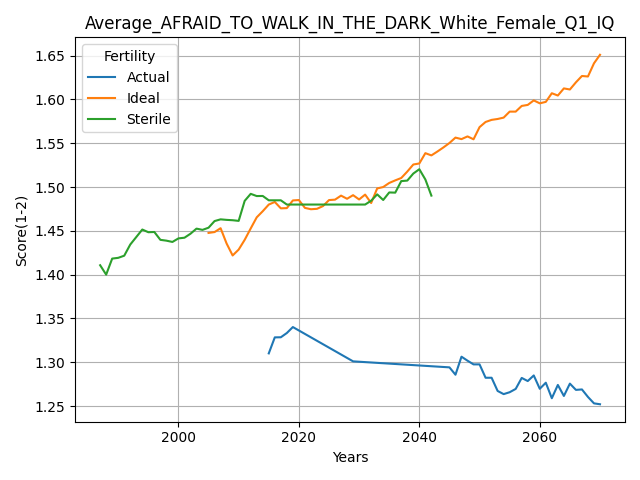 Average_AFRAID_TO_WALK_IN_THE_DARK_White_Female_Q1_IQ
Fertility
Actual
Ideal
Sterile
Score(1-2)
1.65
1.60
1.55
1.50
1.45
1.40
1.35
1.30
1.25
2000
2020
2040
2060
Years